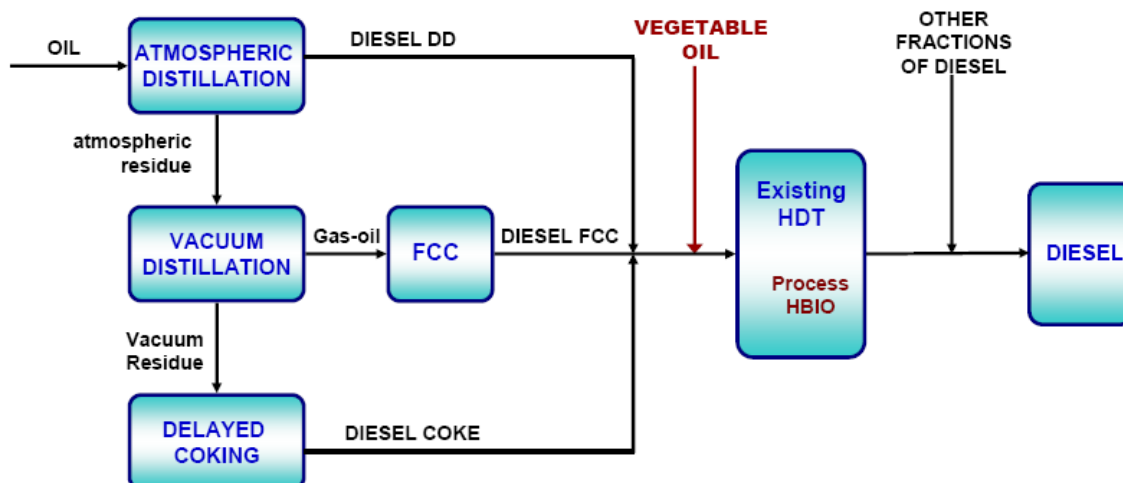 OIL
ATMOSPHERIC
DISTILLATION
DIESEL DD
VEGETABLE
OIL
OTHER
FRACTIONS
OF DIESEL
atmospheric
residue
VACUUM
DISTILLATION
Gas-oil
FCC
DIESEL FCC
Existing
HDT
Process
HBIO
DIESEL
Vacuum
Residue
DELAYED
COKING
DIESEL COKE